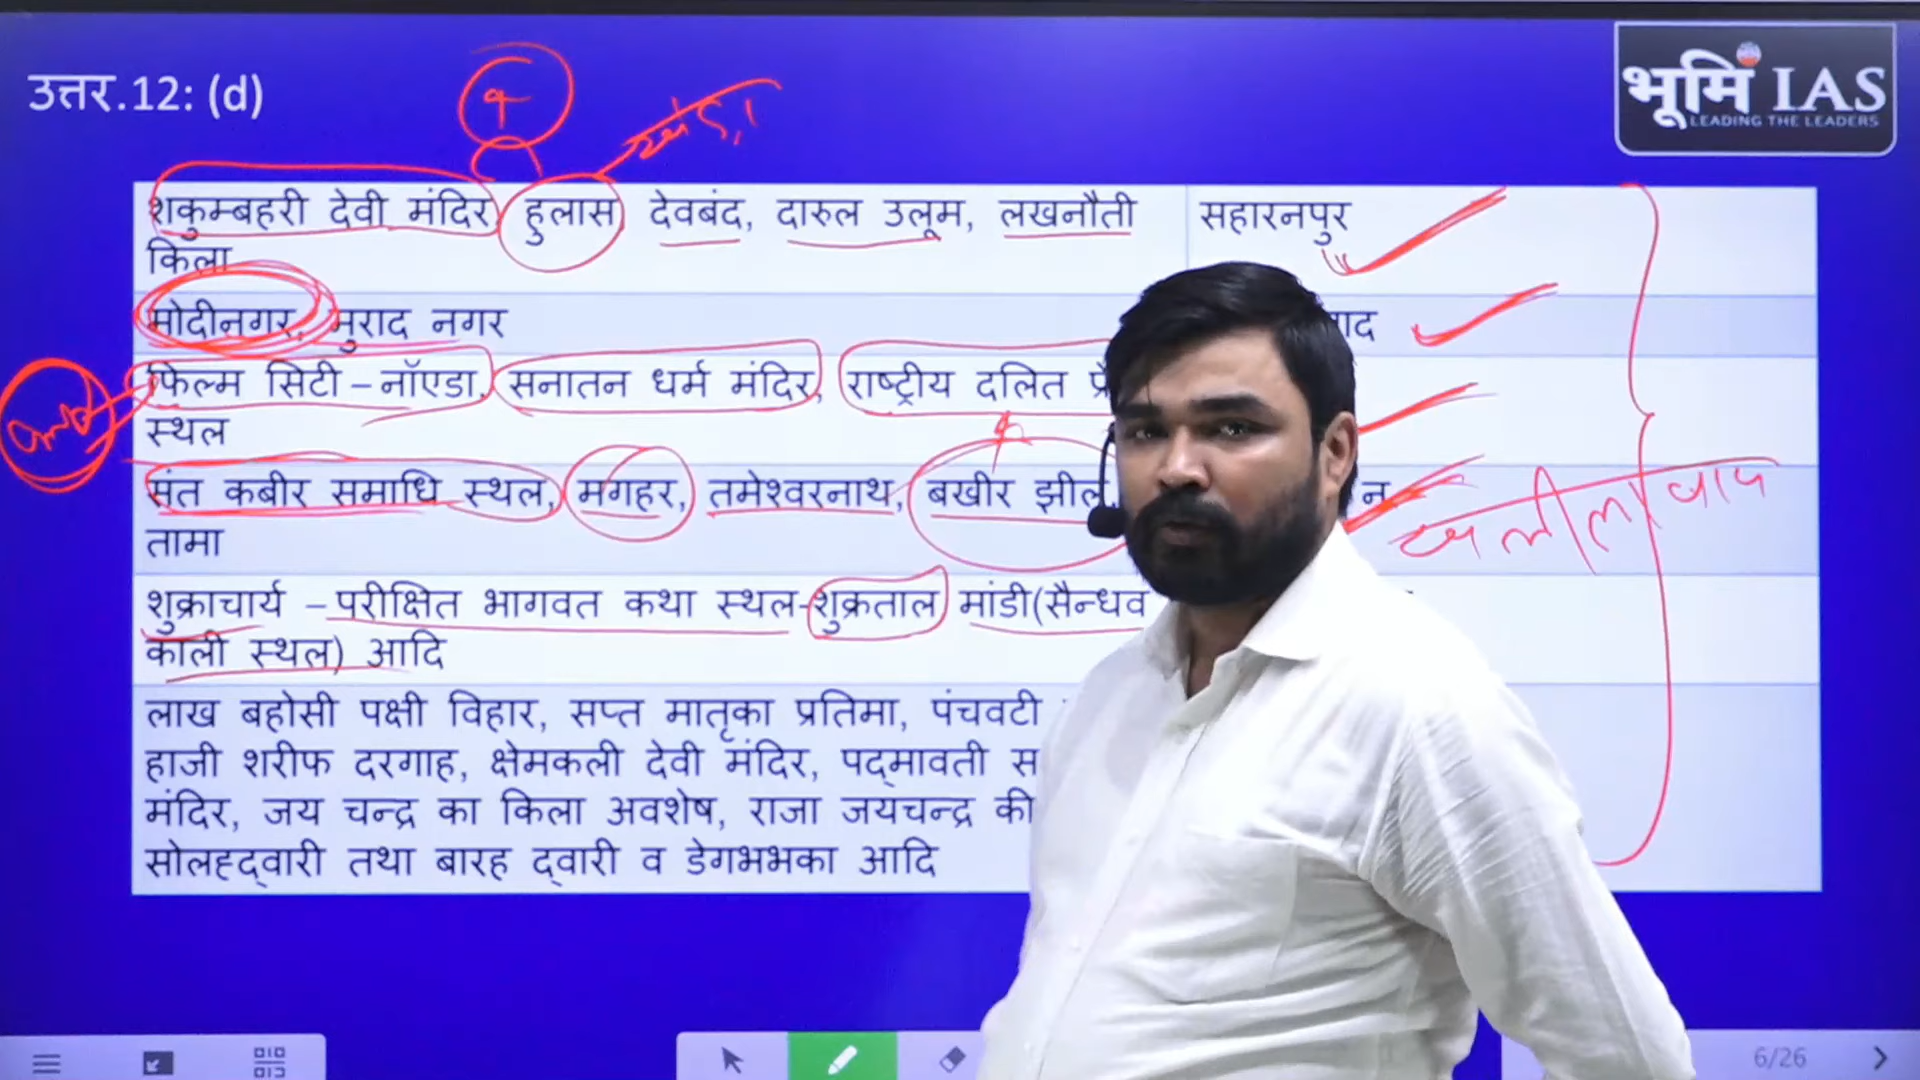 उत्तर.12: (d)
भूमि IAS
LEADING THE LEADERS
शकुम्बहरी देवी मंदिर हुलास देवबंद, दारुल उलूम, लखनौती
किला
सहारनपुर
मोदीनगर, मुराद नगर
ाद
फिल्म सिटी – नॉएडा, सनातन धर्म मंदिर, राष्ट्रीय दलित प्रे
स्थल
संत कबीर समाधि स्थल, मगहर, तमेश्वरनाथ, बखीर झील,
तामा
न
खलीलाबाद
शुक्राचार्य – परीक्षित भागवत कथा स्थल-शुक्रताल मांडी(सैन्धव
काली स्थल) आदि
लाख बहोसी पक्षी विहार, सप्त मातृका प्रतिमा, पंचवटी
हाजी शरीफ दरगाह, क्षेमकली देवी मंदिर, पद्मावती स
मंदिर, जय चन्द्र का किला अवशेष, राजा जयचन्द्र की
सोलह्द्वारी तथा बारह द्वारी व डेगभभका आदि
6/26